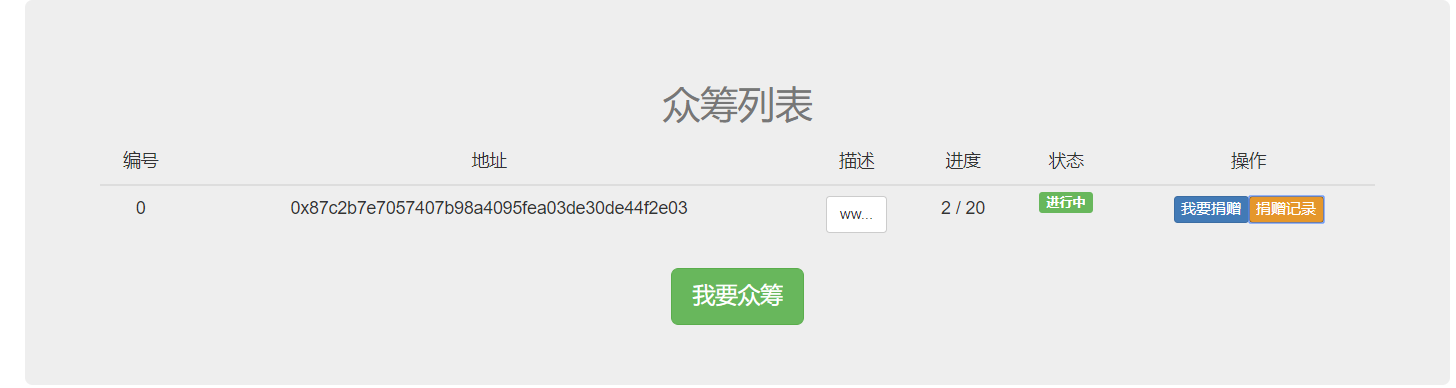 众筹列表
编号 地址 描述 进度 状态 操作
0 0x87c2b7e7057407b98a4095fea03de30de44f2e03 ww... 2 / 20 进行中 我要捐赠 捐赠记录
我要众筹